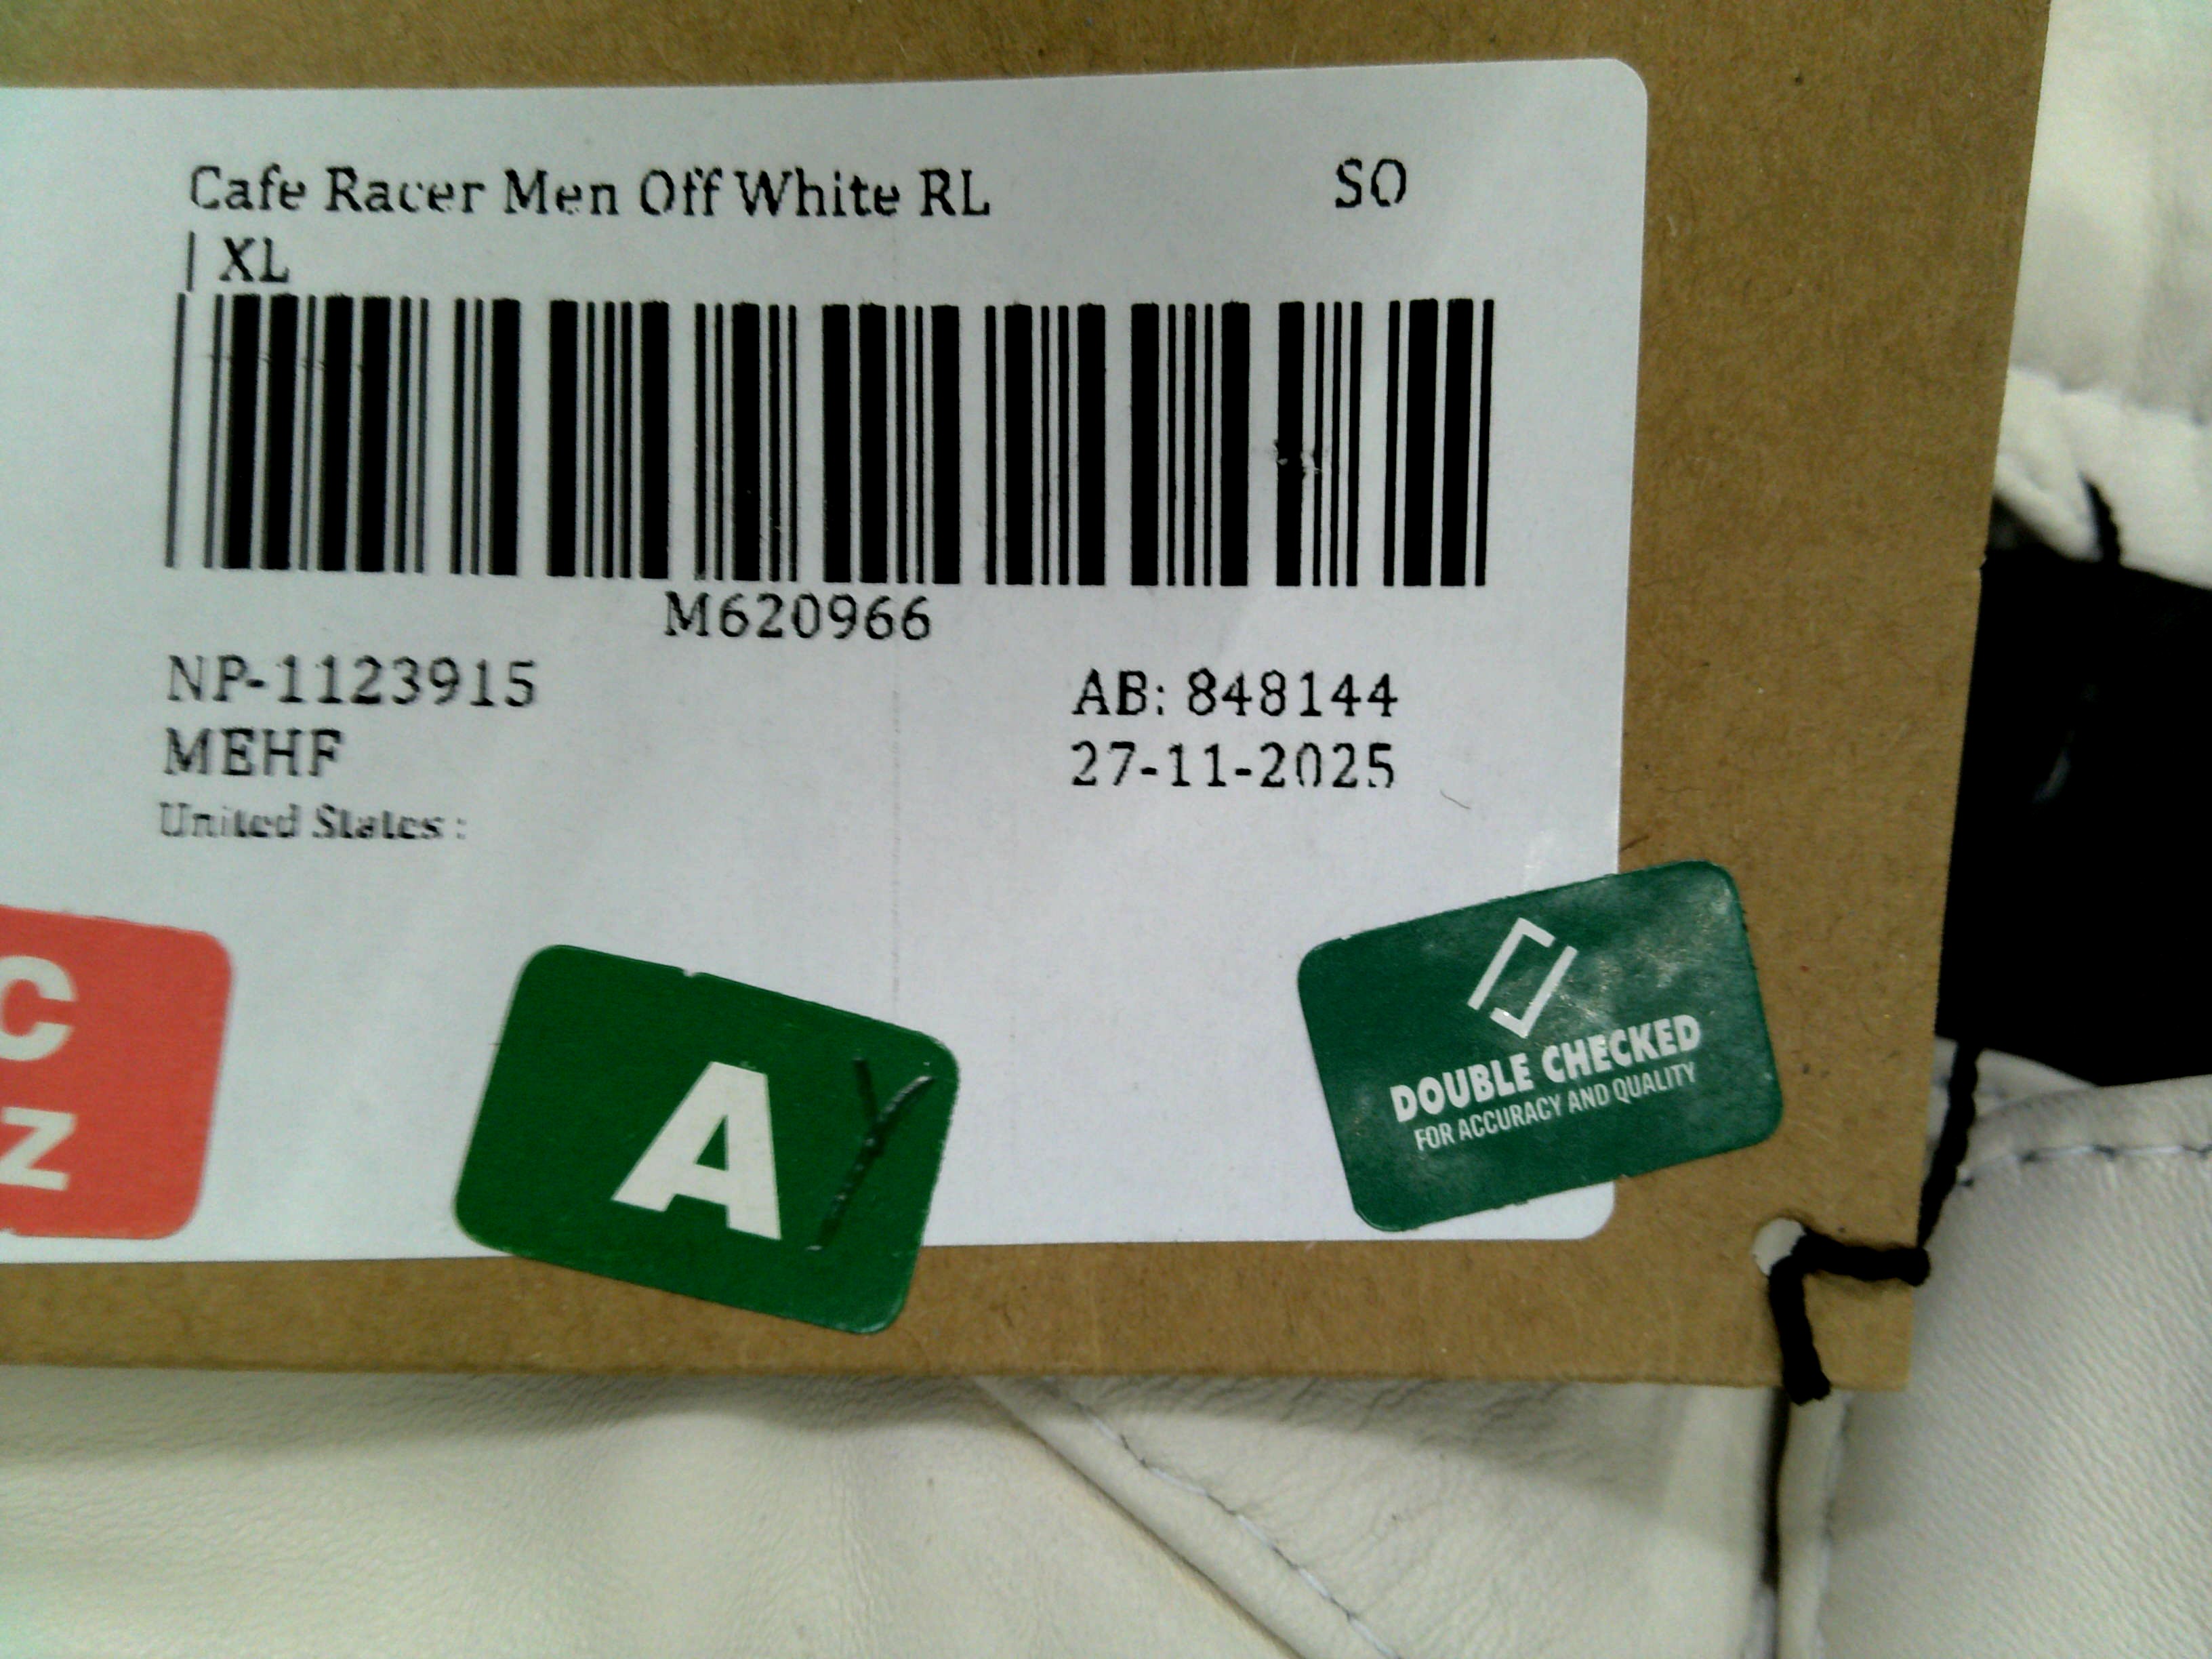 Cafe Racer Men Off White RL
SO
| XL
M620966
NP-1123915
AB: 848144
MEHF
27-11-2025
United States :
C
Z
A
Y
DOUBLE CHECKED
FOR ACCURACY AND QUALITY